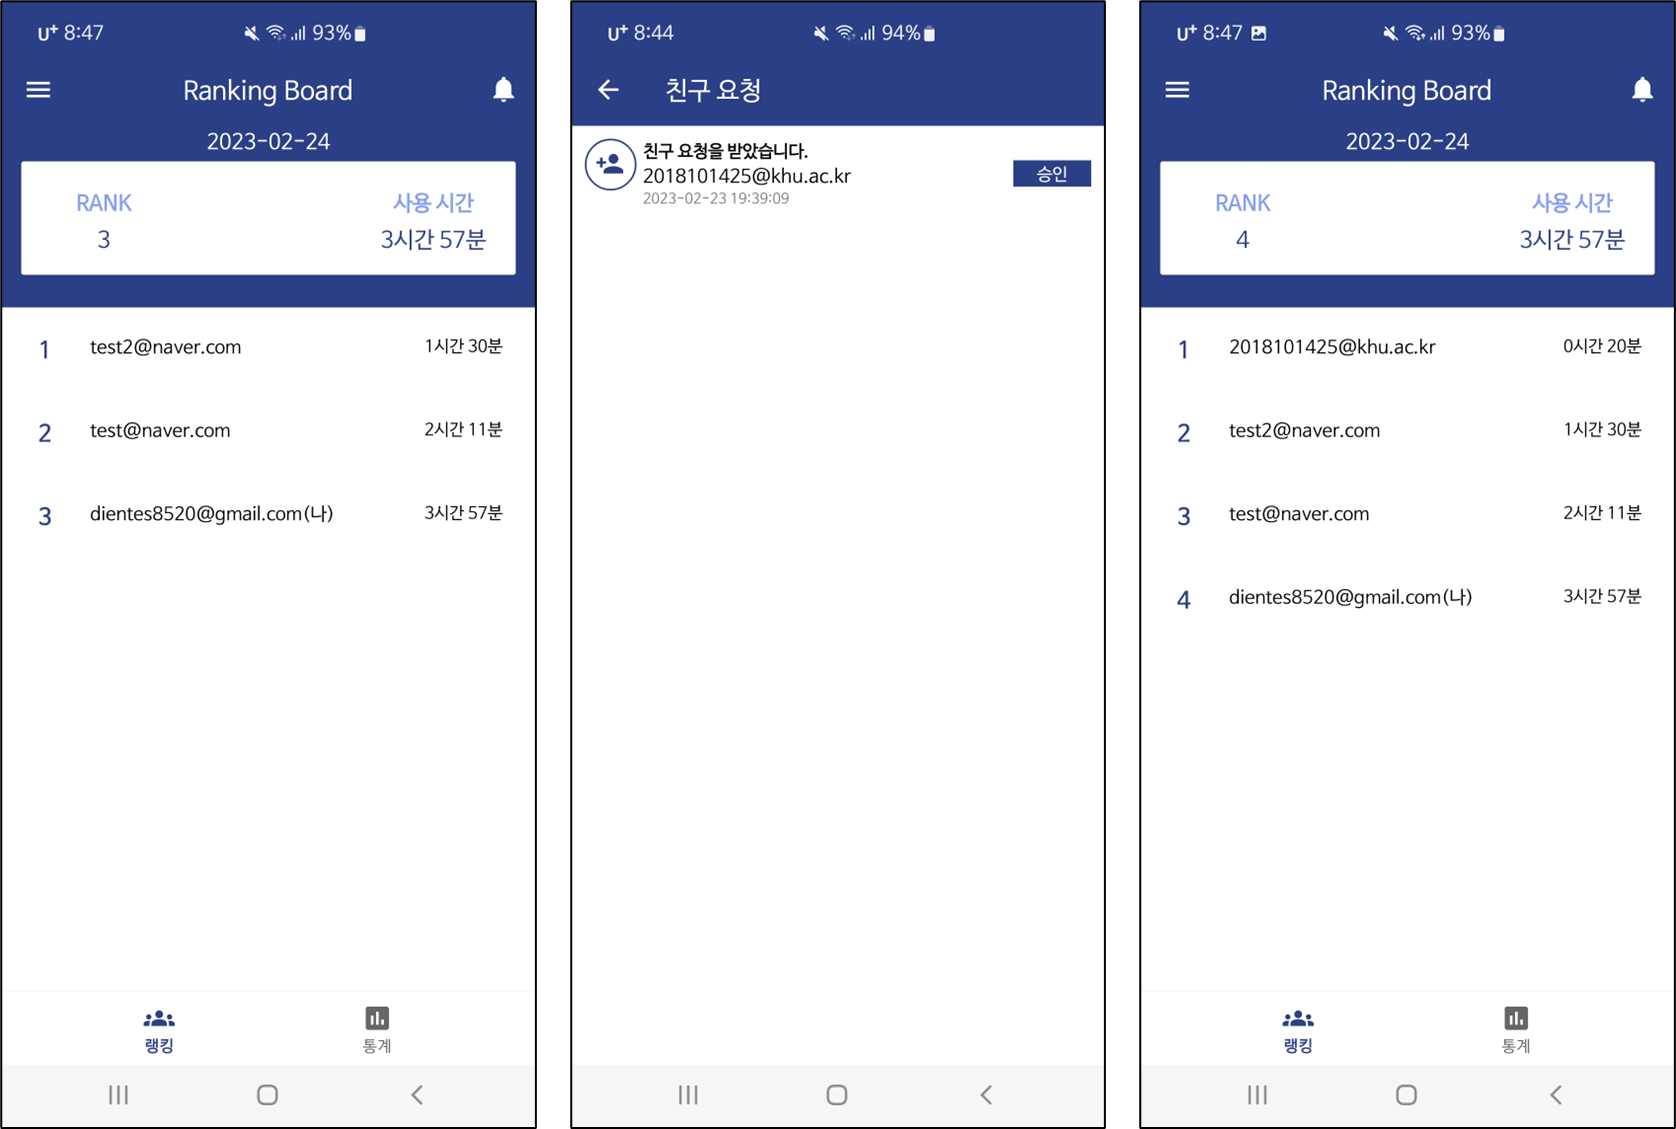 U+ 8:47 93%
Ranking Board
2023-02-24
RANK 사용 시간
3 3시간 57분
1 test2@naver.com 1시간 30분
2 test@naver.com 2시간 11분
3 dientes8520@gmail.com(나) 3시간 57분
랭킹 통계
U+ 8:44 94%
친구 요청
친구 요청을 받았습니다.
2018101425@khu.ac.kr 승인
2023-02-23 19:39:09
U+ 8:47 93%
Ranking Board
2023-02-24
RANK 사용 시간
4 3시간 57분
1 2018101425@khu.ac.kr 0시간 20분
2 test2@naver.com 1시간 30분
3 test@naver.com 2시간 11분
4 dientes8520@gmail.com(나) 3시간 57분
랭킹 통계